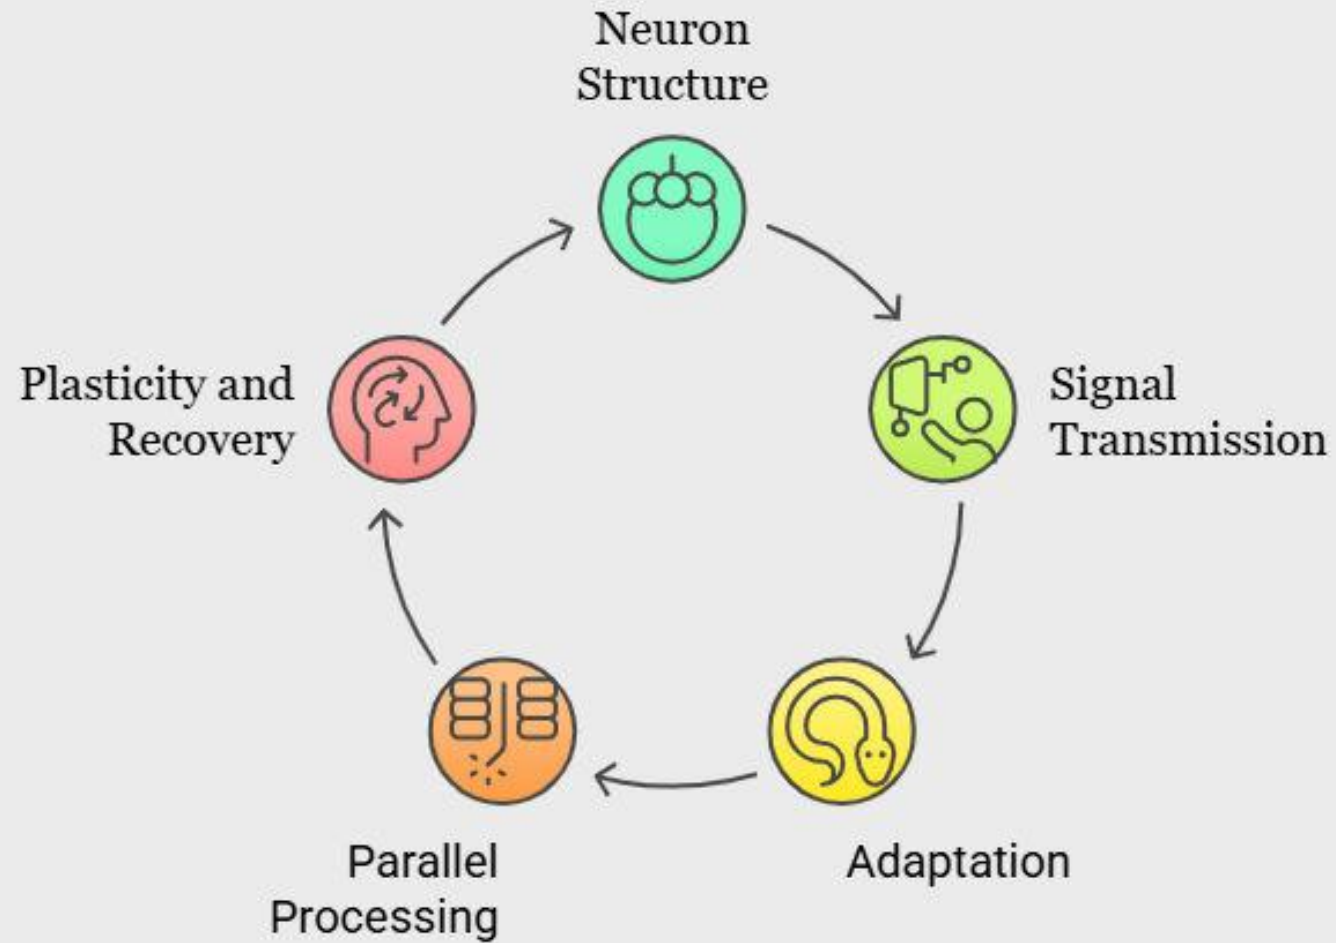 Neuron
Structure
Signal
Transmission
Adaptation
Parallel
Processing
Plasticity and
Recovery